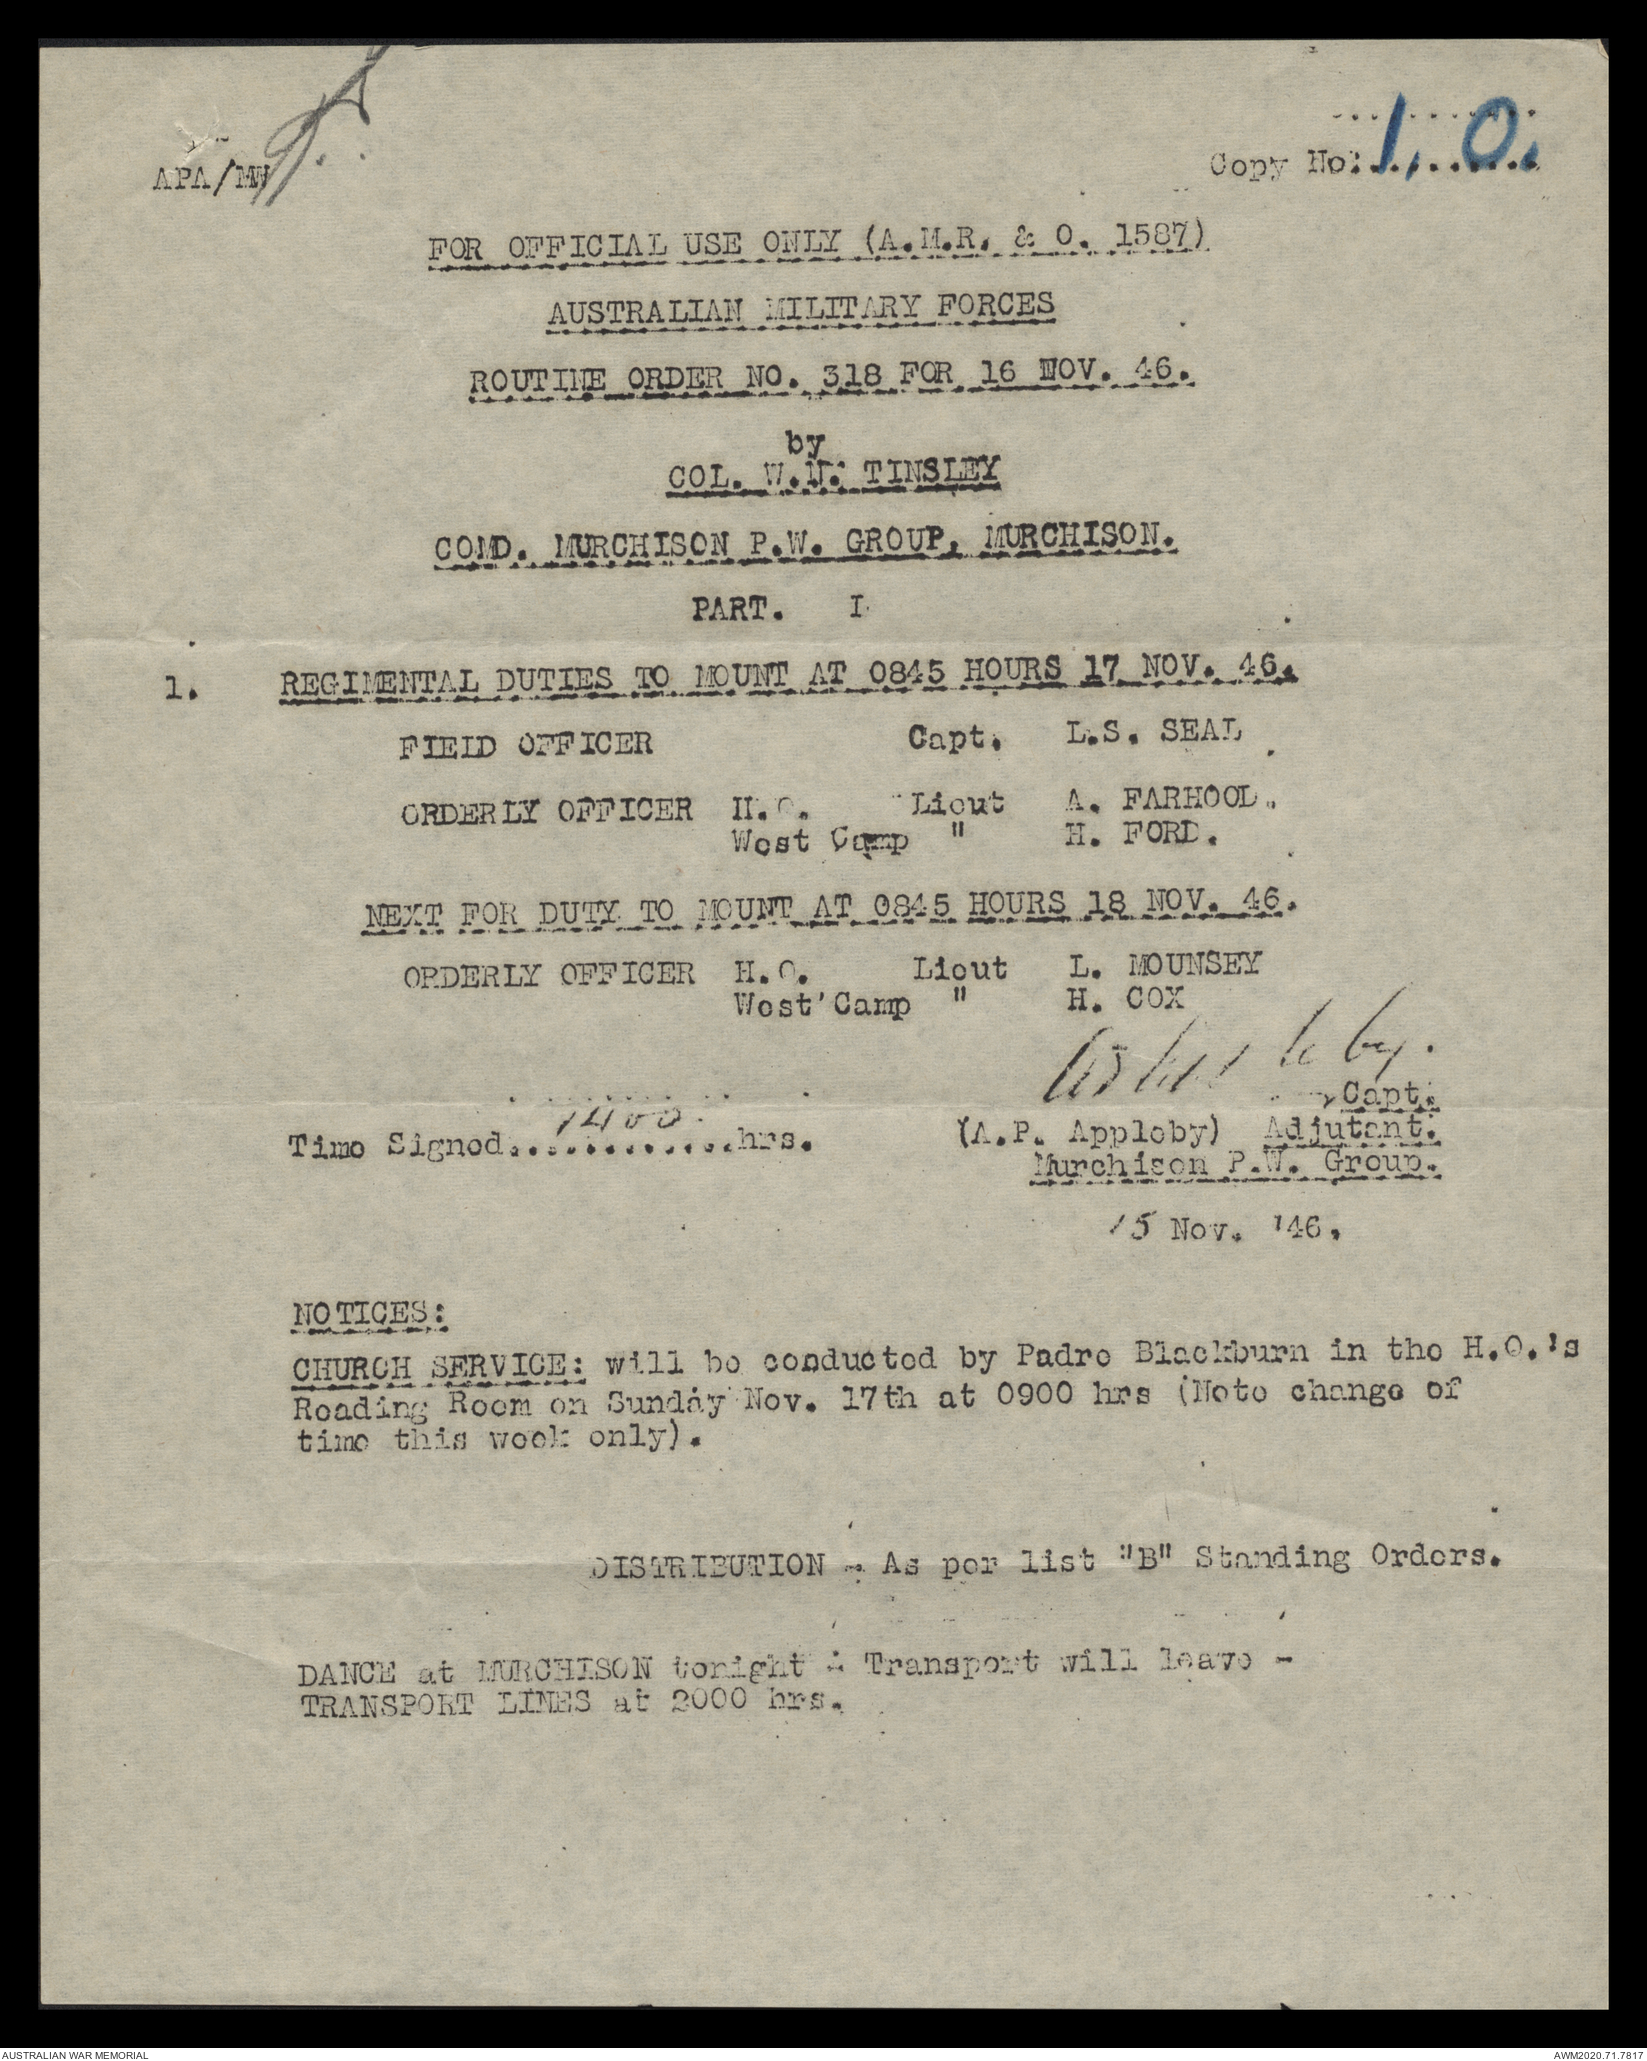 APA/MW
Copy No: 10.
FOR OFFICIAL USE ONLY (A.M.R. & O. 1587)
AUSTRALIAN MILITARY FORCES
ROUTINE ORDER NO. 318 FOR 16 NOV. 46.
by
COL. W.N. TINSLEY
COMD. MURCHISON P.W. GROUP, MURCHISON.
PART. I
1. REGIMENTAL DUTIES TO MOUNT AT 0845 HOURS 17 NOV. 46.
FIELD OFFICER Capt. L.S. SEAL
ORDERLY OFFICER H.Q. Lieut A. FARHOOD.
West Camp " H. FORD.
NEXT FOR DUTY TO MOUNT AT 0845 HOURS 18 NOV. 46.
ORDERLY OFFICER H.Q. Lieut L. MOUNSEY
West Camp " H. COX
Capt.
Time Signed 1400 hrs. (A.P. Appleby) Adjutant.
Murchison P.W. Group.
15 Nov. '46.
NOTICES:
CHURCH SERVICE: will be conducted by Padre Blackburn in the H.Q.'s
Reading Room on Sunday Nov. 17th at 0900 hrs (Note change of
time this week only).
DISTRIBUTION - As per list "B" Standing Orders.
DANCE at MURCHISON tonight - Transport will leave -
TRANSPORT LINES at 2000 hrs.
AUSTRALIAN WAR MEMORIAL
AWM2020.71.7817